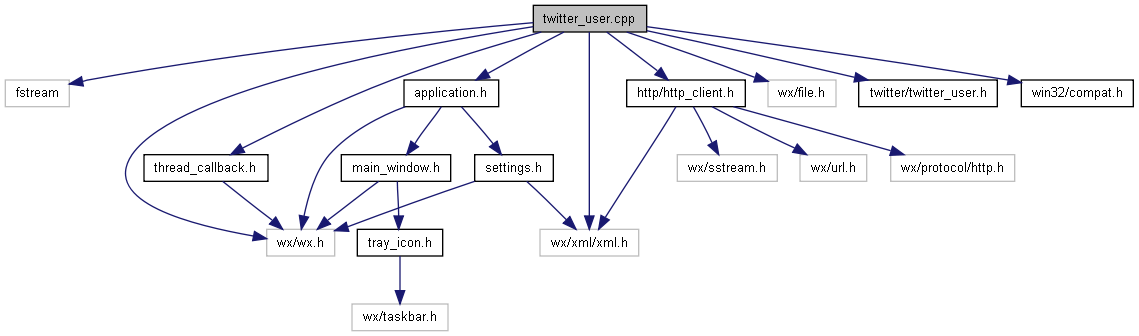 twitter_user.cpp
fstream
application.h
http/http_client.h
wx/file.h
twitter/twitter_user.h
win32/compat.h
thread_callback.h
main_window.h
settings.h
wx/sstream.h
wx/url.h
wx/protocol/http.h
wx/wx.h
tray_icon.h
wx/xml/xml.h
wx/taskbar.h